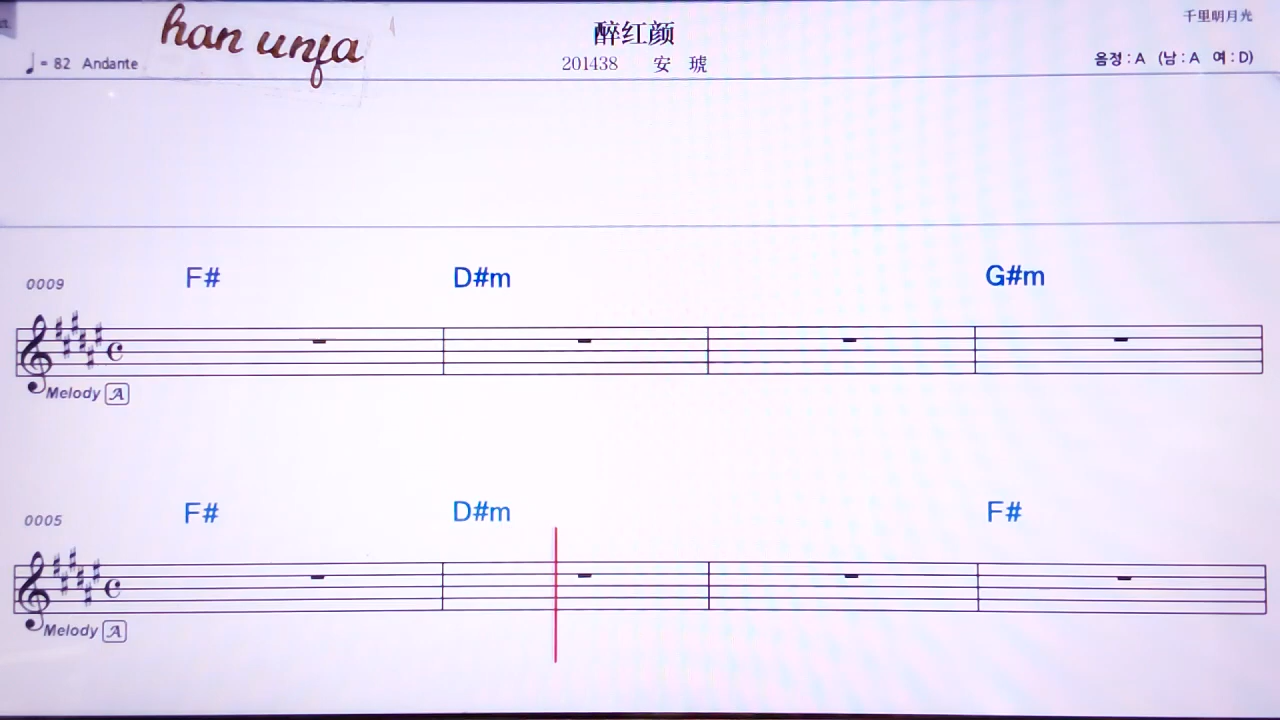 han unfa
醉红颜
千里明月光
♩= 82 Andante
201438 安 琥
음정 : A (남 : A 여 : D)
0009 F# D#m G#m
Melody A
0005 F# D#m F#
Melody A